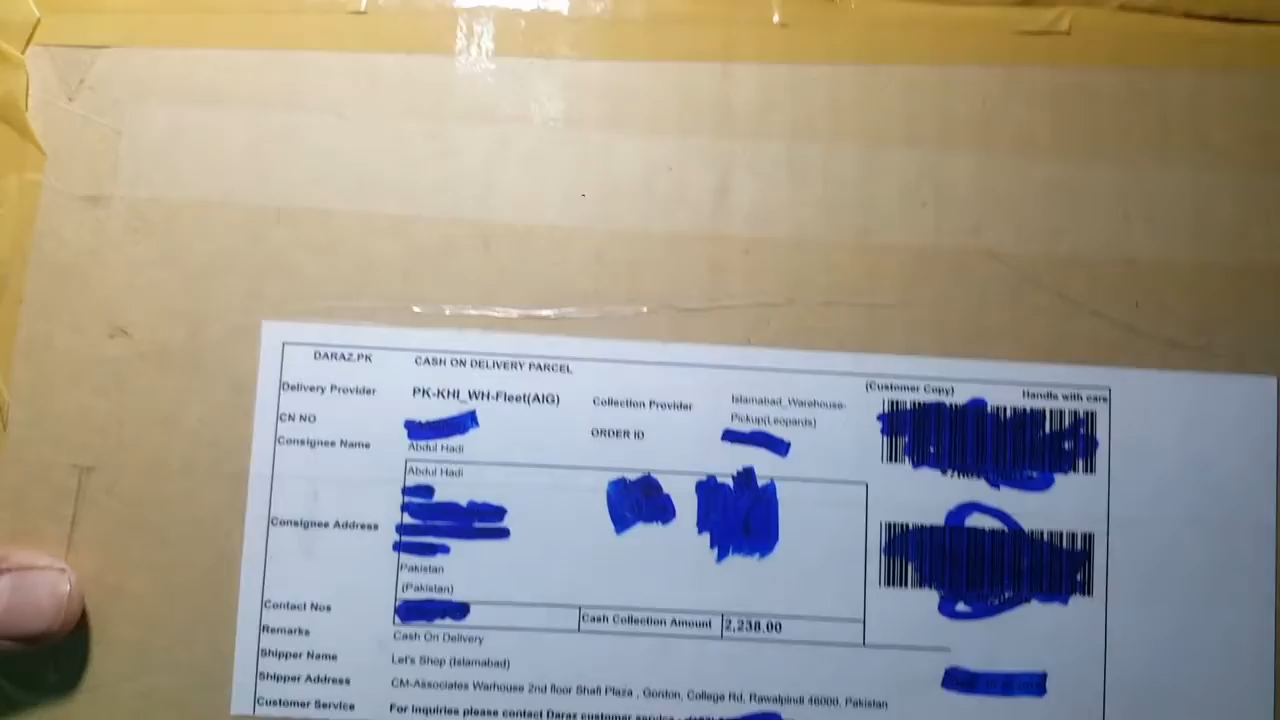 DARAZ.PK CASH ON DELIVERY PARCEL
(Customer Copy) Handle with care
Delivery Provider PK-KHI_WH-Fleet(AIG) Collection Provider Islamabad_Warehouse-
Pickup(Leopards)
CN NO ORDER ID
Consignee Name Abdul Hadi
Abdul Hadi
Consignee Address
Pakistan
(Pakistan)
Contact Nos Cash Collection Amount 2,238.00
Remarks Cash On Delivery
Shipper Name Let's Shop (Islamabad)
Shipper Address CM-Associates Warhouse 2nd floor Shafi Plaza , Gordon, College Rd, Rawalpindi 46000, Pakistan
Customer Service For Inquiries please contact Daraz customer service